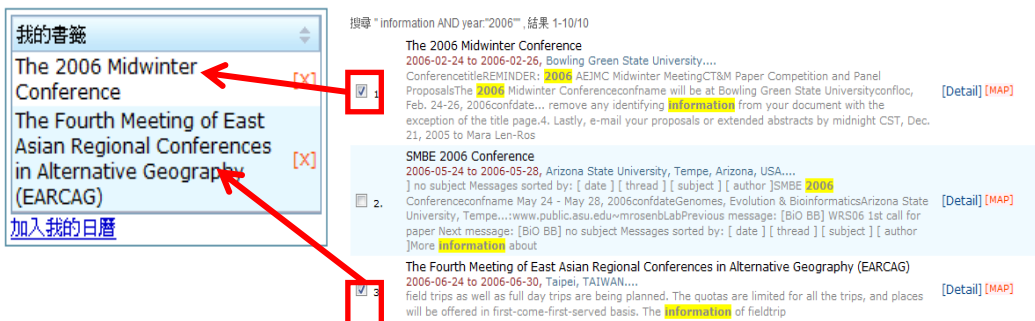 我的書籤
The 2006 Midwinter
Conference
[X]
The Fourth Meeting of East
Asian Regional Conferences
in Alternative Geography
(EARCAG)
[X]
加入我的日曆
搜尋 " information AND year:"2006"" , 結果 1-10/10
The 2006 Midwinter Conference
2006-02-24 to 2006-02-26, Bowling Green State University....
1.
ConferencetitleREMINDER: 2006 AEJMC Midwinter MeetingCT&M Paper Competition and Panel
ProposalsThe 2006 Midwinter Conferenceconfname will be at Bowling Green State Universityconfloc,
Feb. 24-26, 2006confdate... remove any identifying information from your document with the
exception of the title page.4. Lastly, e-mail your proposals or extended abstracts by midnight CST, Dec.
21, 2005 to Mara Len-Ros
[Detail] [MAP]
SMBE 2006 Conference
2006-05-24 to 2006-05-28, Arizona State University, Tempe, Arizona, USA....
] no subject Messages sorted by: [ date ] [ thread ] [ subject ] [ author ]SMBE 2006
2.
Conferenceconfname May 24 - May 28, 2006confdateGenomes, Evolution & BioinformaticsArizona State
University, Tempe...:www.public.asu.edu~mrosenbLabPrevious message: [BiO BB] WRS06 1st call for
paper Next message: [BiO BB] no subject Messages sorted by: [ date ] [ thread ] [ subject ] [ author
]More information about
[Detail] [MAP]
The Fourth Meeting of East Asian Regional Conferences in Alternative Geography (EARCAG)
2006-06-24 to 2006-06-30, Taipei, TAIWAN....
3.
field trips as well as full day trips are being planned. The quotas are limited for all the trips, and places
will be offered in first-come-first-served basis. The information of fieldtrip
[Detail] [MAP]